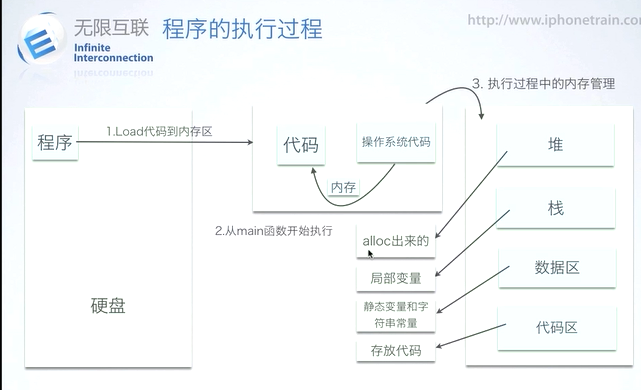 无限互联
Infinite
Interconnection
程序的执行过程
http://www.iphonetrain.con
3. 执行过程中的内存管理
程序
1.Load代码到内存区
代码
操作系统代码
内存
2.从main函数开始执行
硬盘
堆
栈
数据区
代码区
alloc出来的
局部变量
静态变量和字
符串常量
存放代码